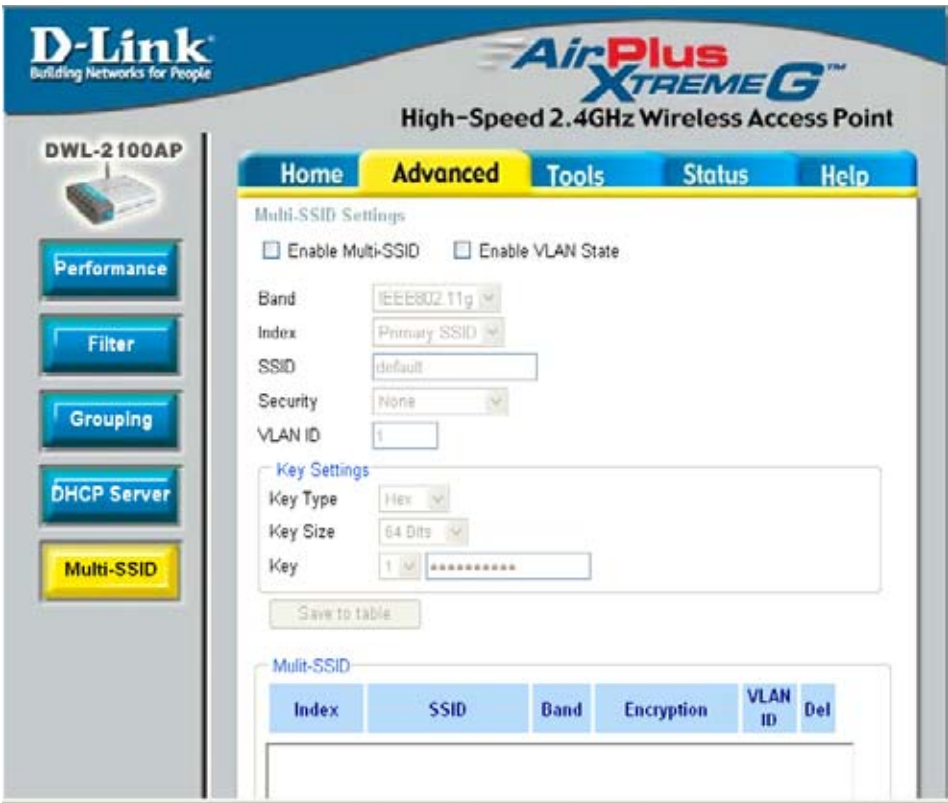 D-Link
Building Networks for People
AirPlus
XTREME G™
High-Speed 2.4GHz Wireless Access Point
DWL-2100AP
Home Advanced Tools Status Help
Performance
Filter
Grouping
DHCP Server
Multi-SSID
Multi-SSID Settings
Enable Multi-SSID Enable VLAN State
Band IEEE802.11g
Index Primary SSID
SSID default
Security None
VLAN ID 1
Key Settings
Key Type Hex
Key Size 64 Bits
Key 1 ••••••••••
Save to table
Mulit-SSID
Index SSID Band Encryption VLAN ID Del